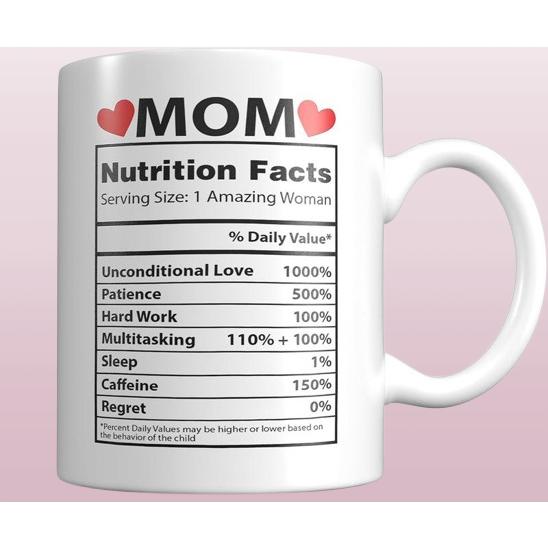 MOM
Nutrition Facts
Serving Size: 1 Amazing Woman
% Daily Value*
Unconditional Love 1000%
Patience 500%
Hard Work 100%
Multitasking 110% + 100%
Sleep 1%
Caffeine 150%
Regret 0%
*Percent Daily Values may be higher or lower based on
the behavior of the child